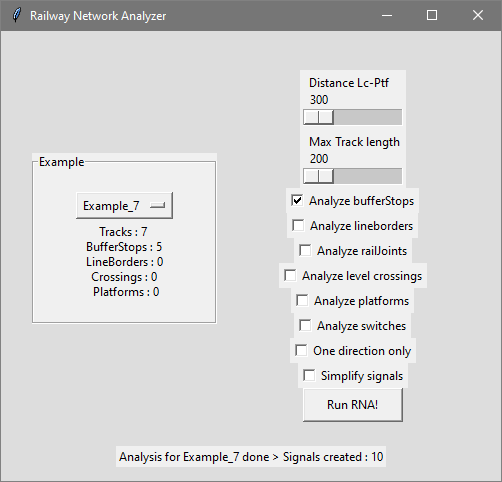 Railway Network Analyzer
Example
Example_7
Tracks : 7
BufferStops : 5
LineBorders : 0
Crossings : 0
Platforms : 0
Distance Lc-Ptf
300
Max Track length
200
Analyze bufferStops
Analyze lineborders
Analyze railJoints
Analyze level crossings
Analyze platforms
Analyze switches
One direction only
Simplify signals
Run RNA!
Analysis for Example_7 done > Signals created : 10